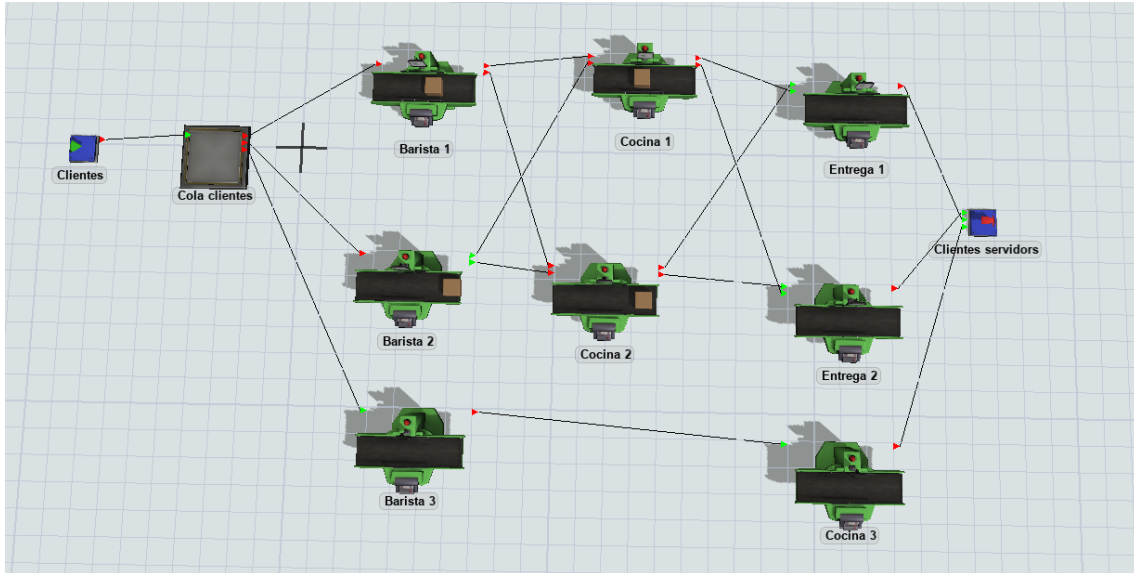 Barista 1
Cocina 1
Entrega 1
Clientes
Cola clientes
Clientes servidors
Barista 2
Cocina 2
Entrega 2
Barista 3
Cocina 3